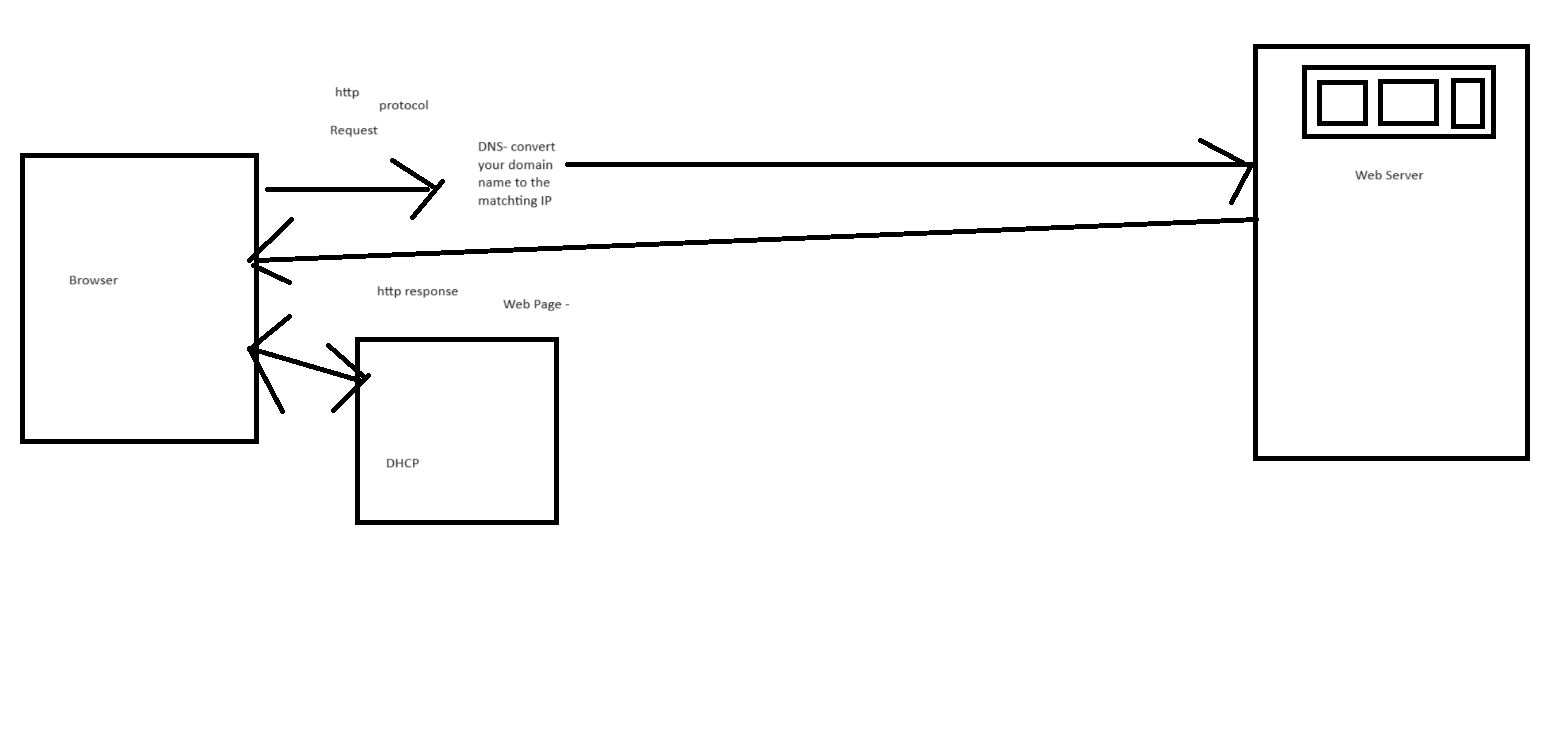 http
protocol
Request
DNS- convert
your domain
name to the
matchting IP
Web Server
Browser
http response
Web Page -
DHCP